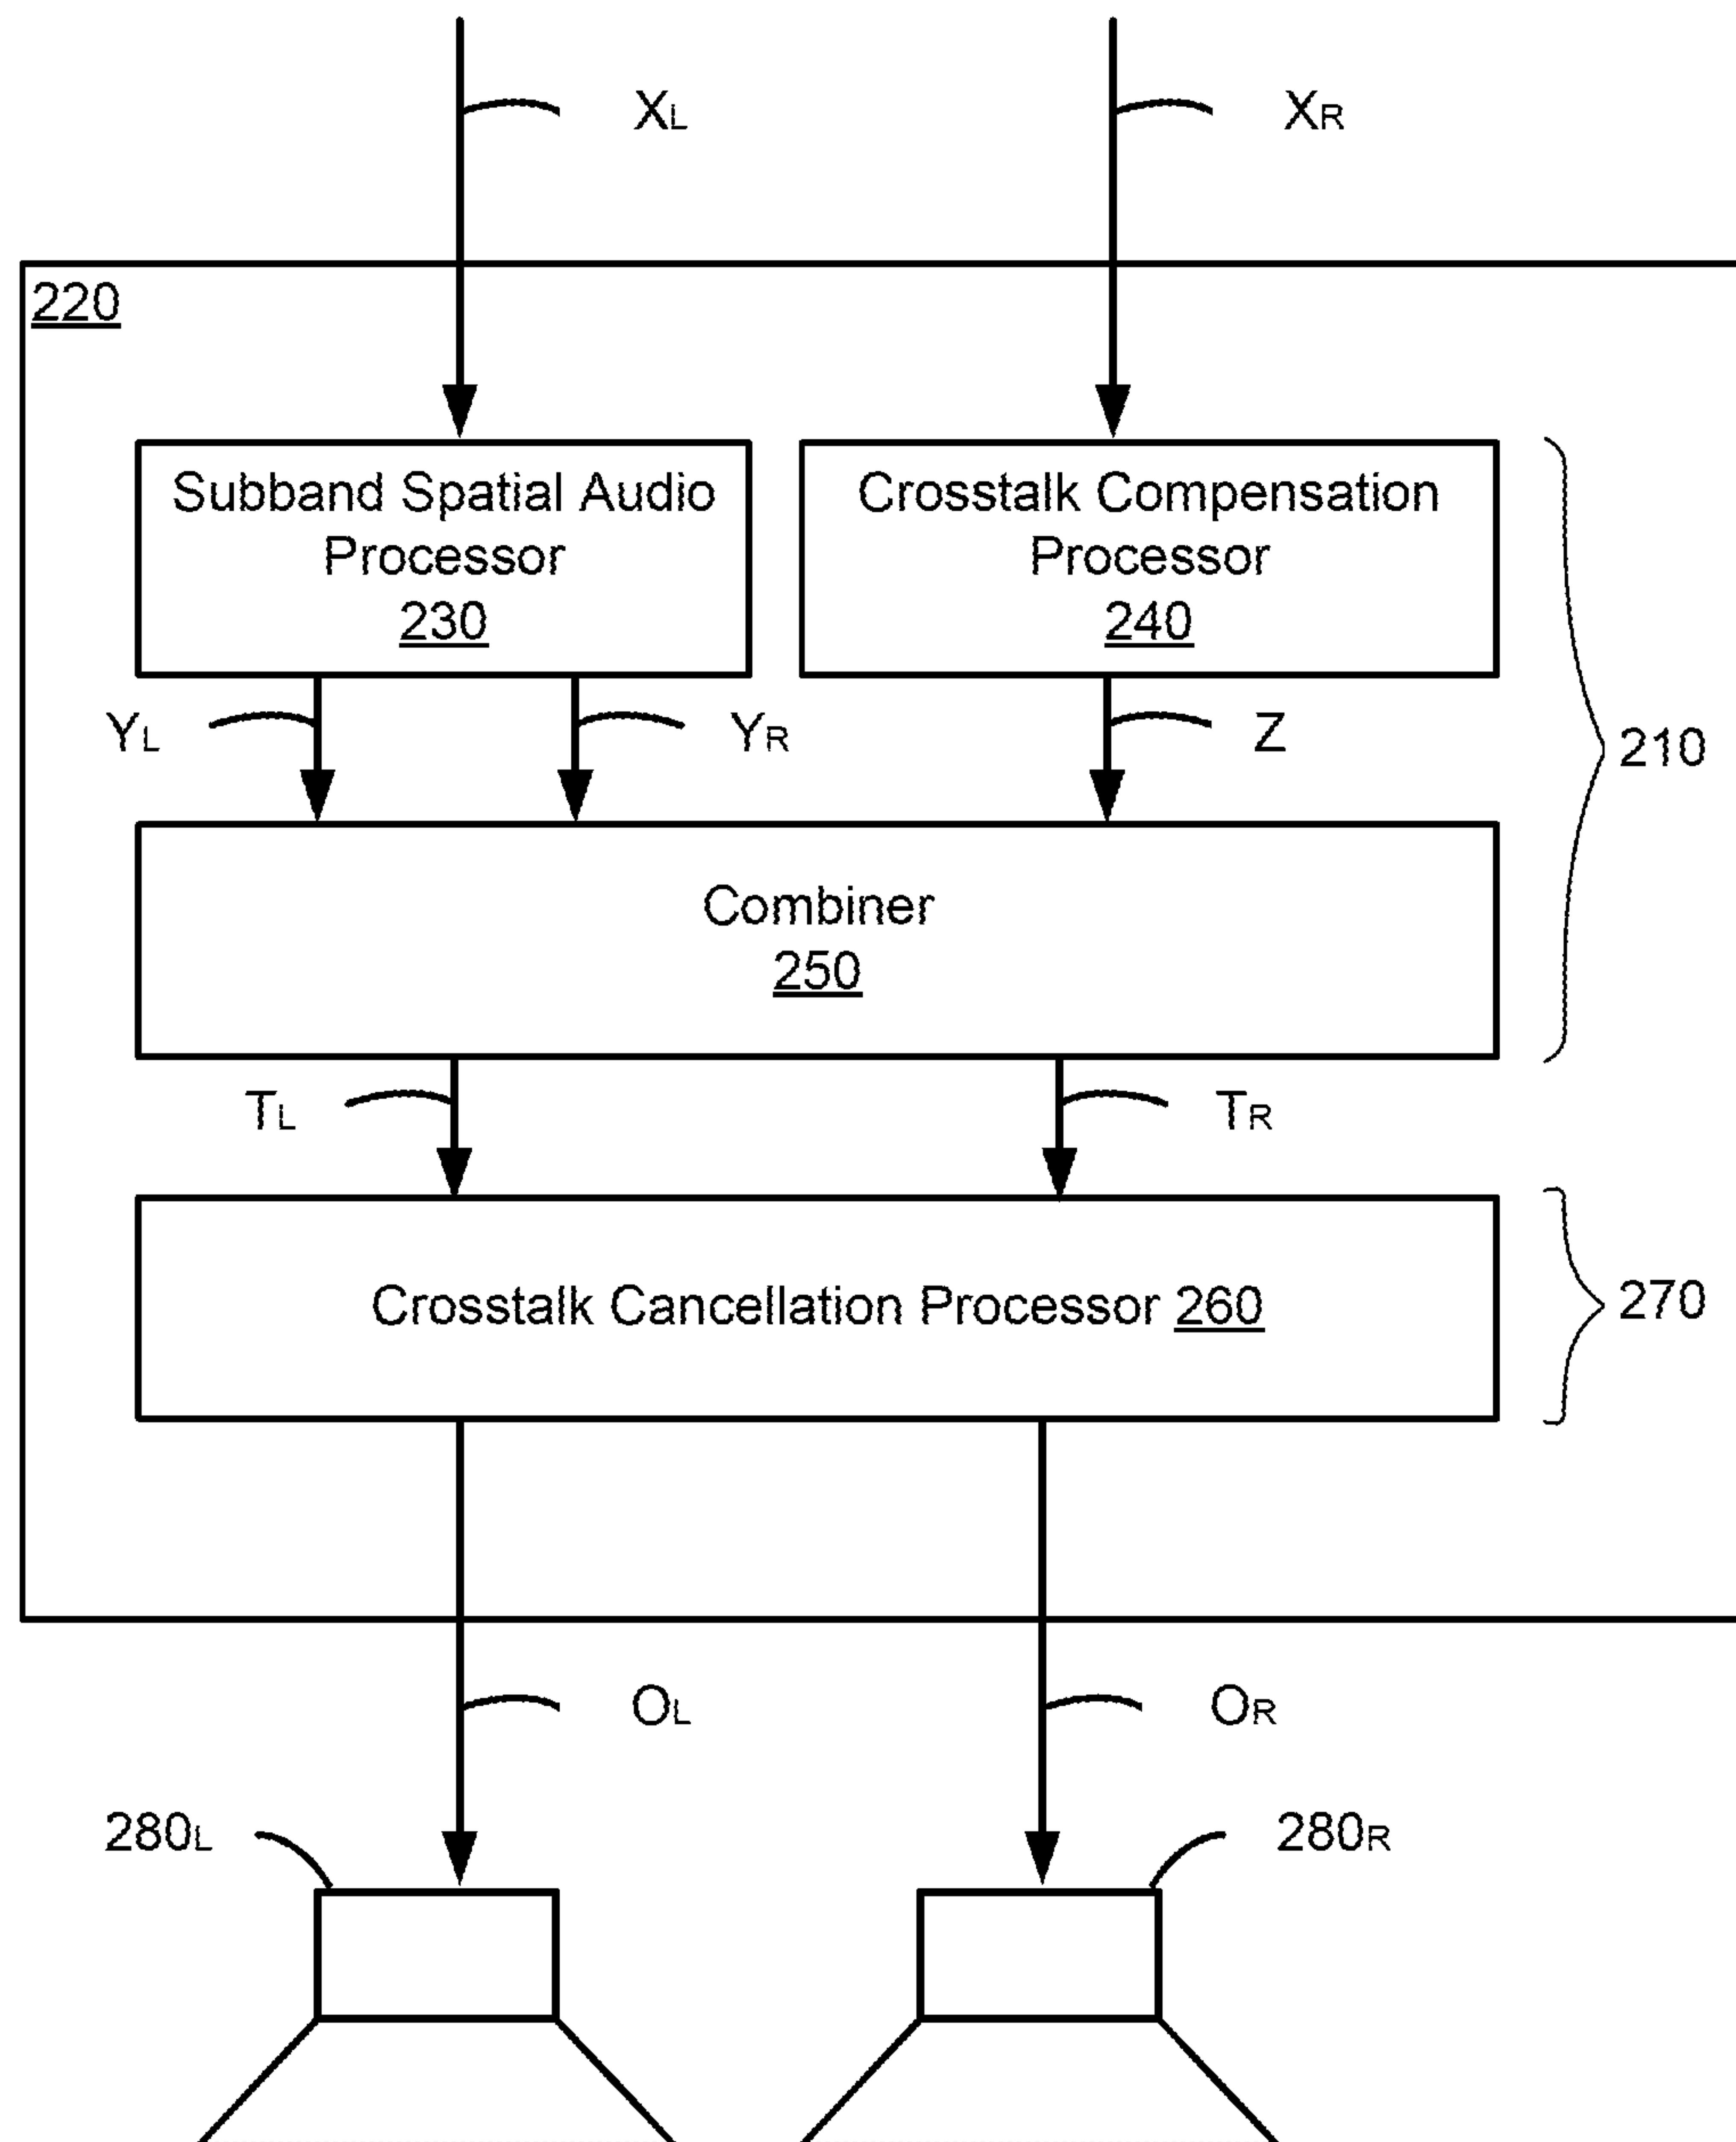 XL
XR
220
Subband Spatial Audio
Processor
230
Crosstalk Compensation
Processor
240
YL
YR
Z
210
Combiner
250
TL
TR
Crosstalk Cancellation Processor 260
270
OL
OR
280L
280R